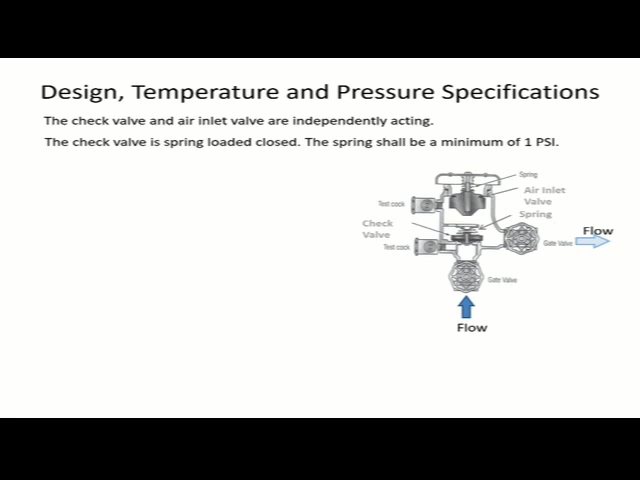 Design, Temperature and Pressure Specifications
The check valve and air inlet valve are independently acting.
The check valve is spring loaded closed. The spring shall be a minimum of 1 PSI.
Spring
Air Inlet
Valve
Test cock
Spring
Check
Valve
Flow
Gate Valve
Test cock
Gate Valve
Flow